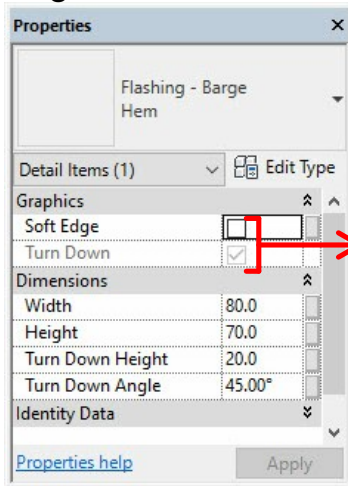 Properties
Flashing - Barge
Hem
Detail Items (1)
Edit Type
Graphics
Soft Edge
Turn Down
Dimensions
Width 80.0
Height 70.0
Turn Down Height 20.0
Turn Down Angle 45.00°
Identity Data
Properties help
Apply